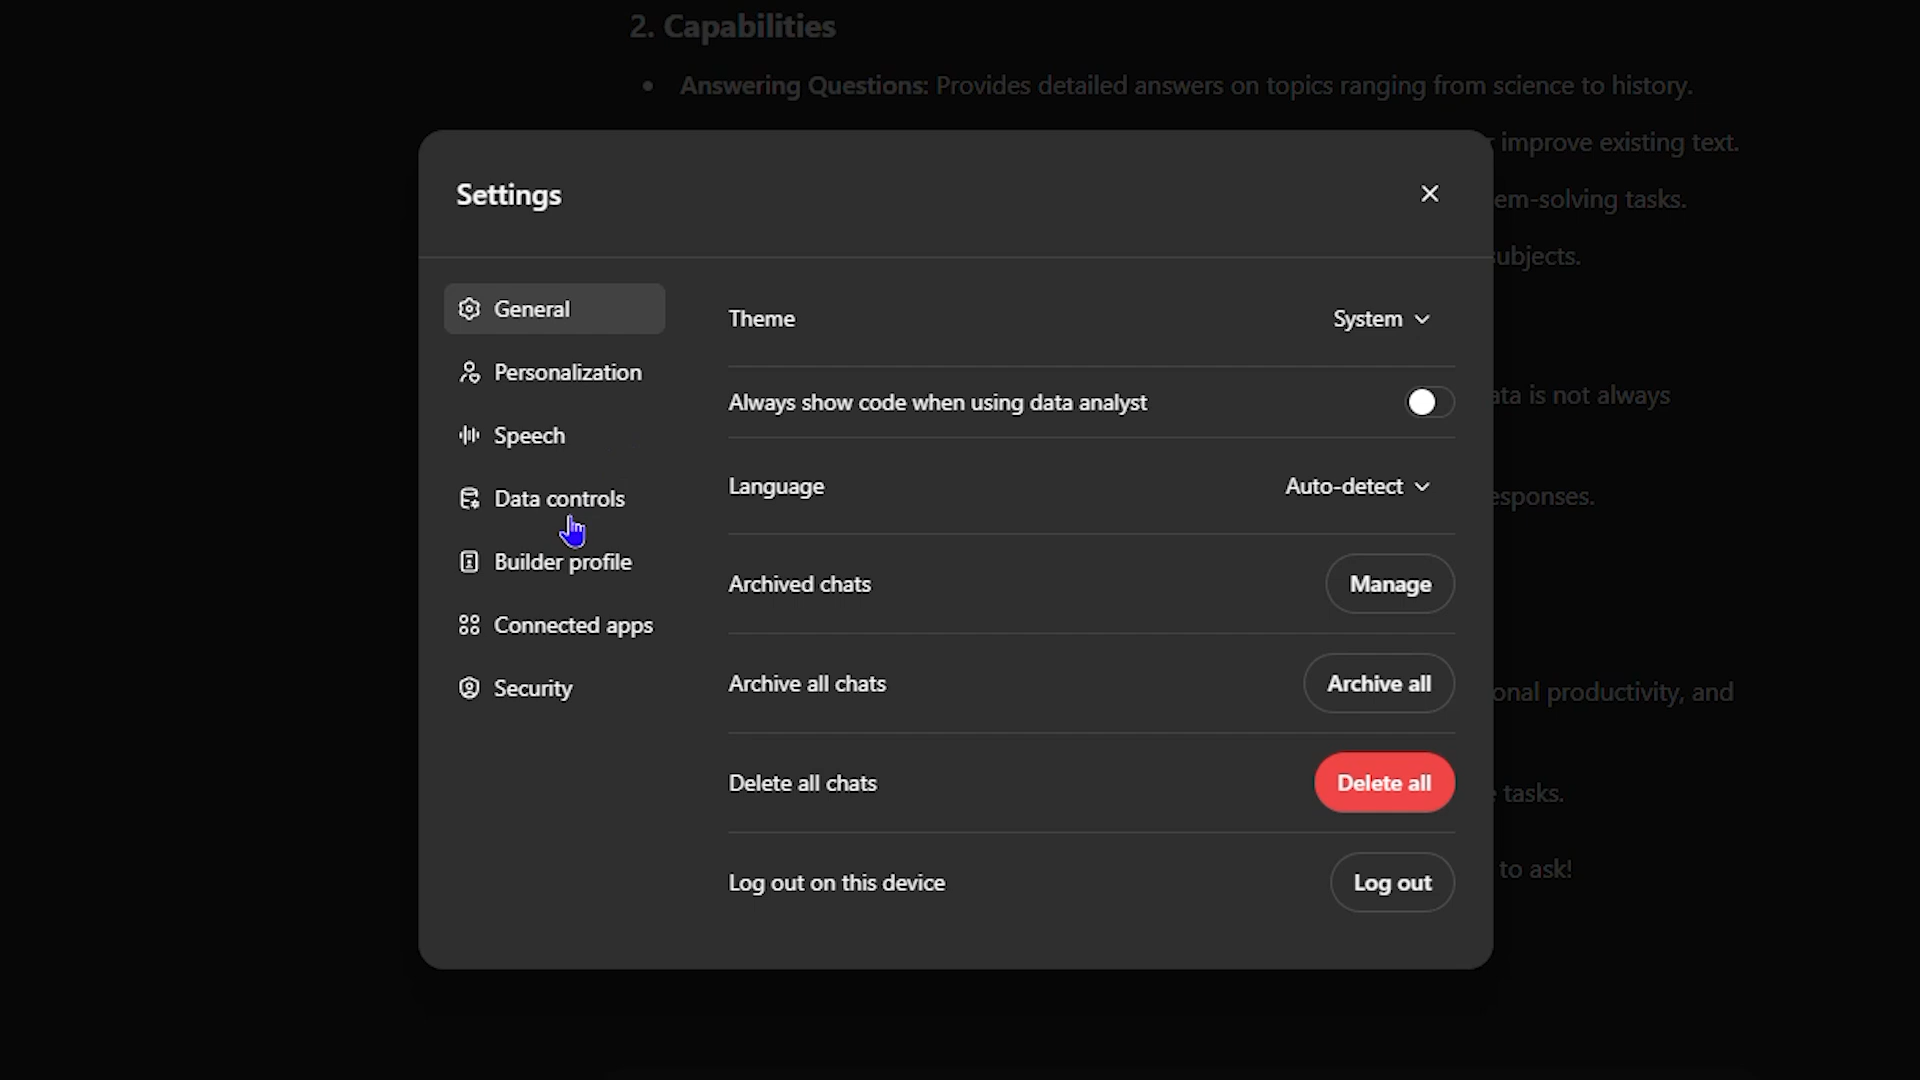 2. Capabilities
• Answering Questions: Provides detailed answers on topics ranging from science to history.
improve existing text.
em-solving tasks.
ubjects.
ata is not always
esponses.
onal productivity, and
tasks.
to ask!
Settings
General
Personalization
Speech
Data controls
Builder profile
Connected apps
Security
Theme System
Always show code when using data analyst
Language Auto-detect
Archived chats Manage
Archive all chats Archive all
Delete all chats Delete all
Log out on this device Log out